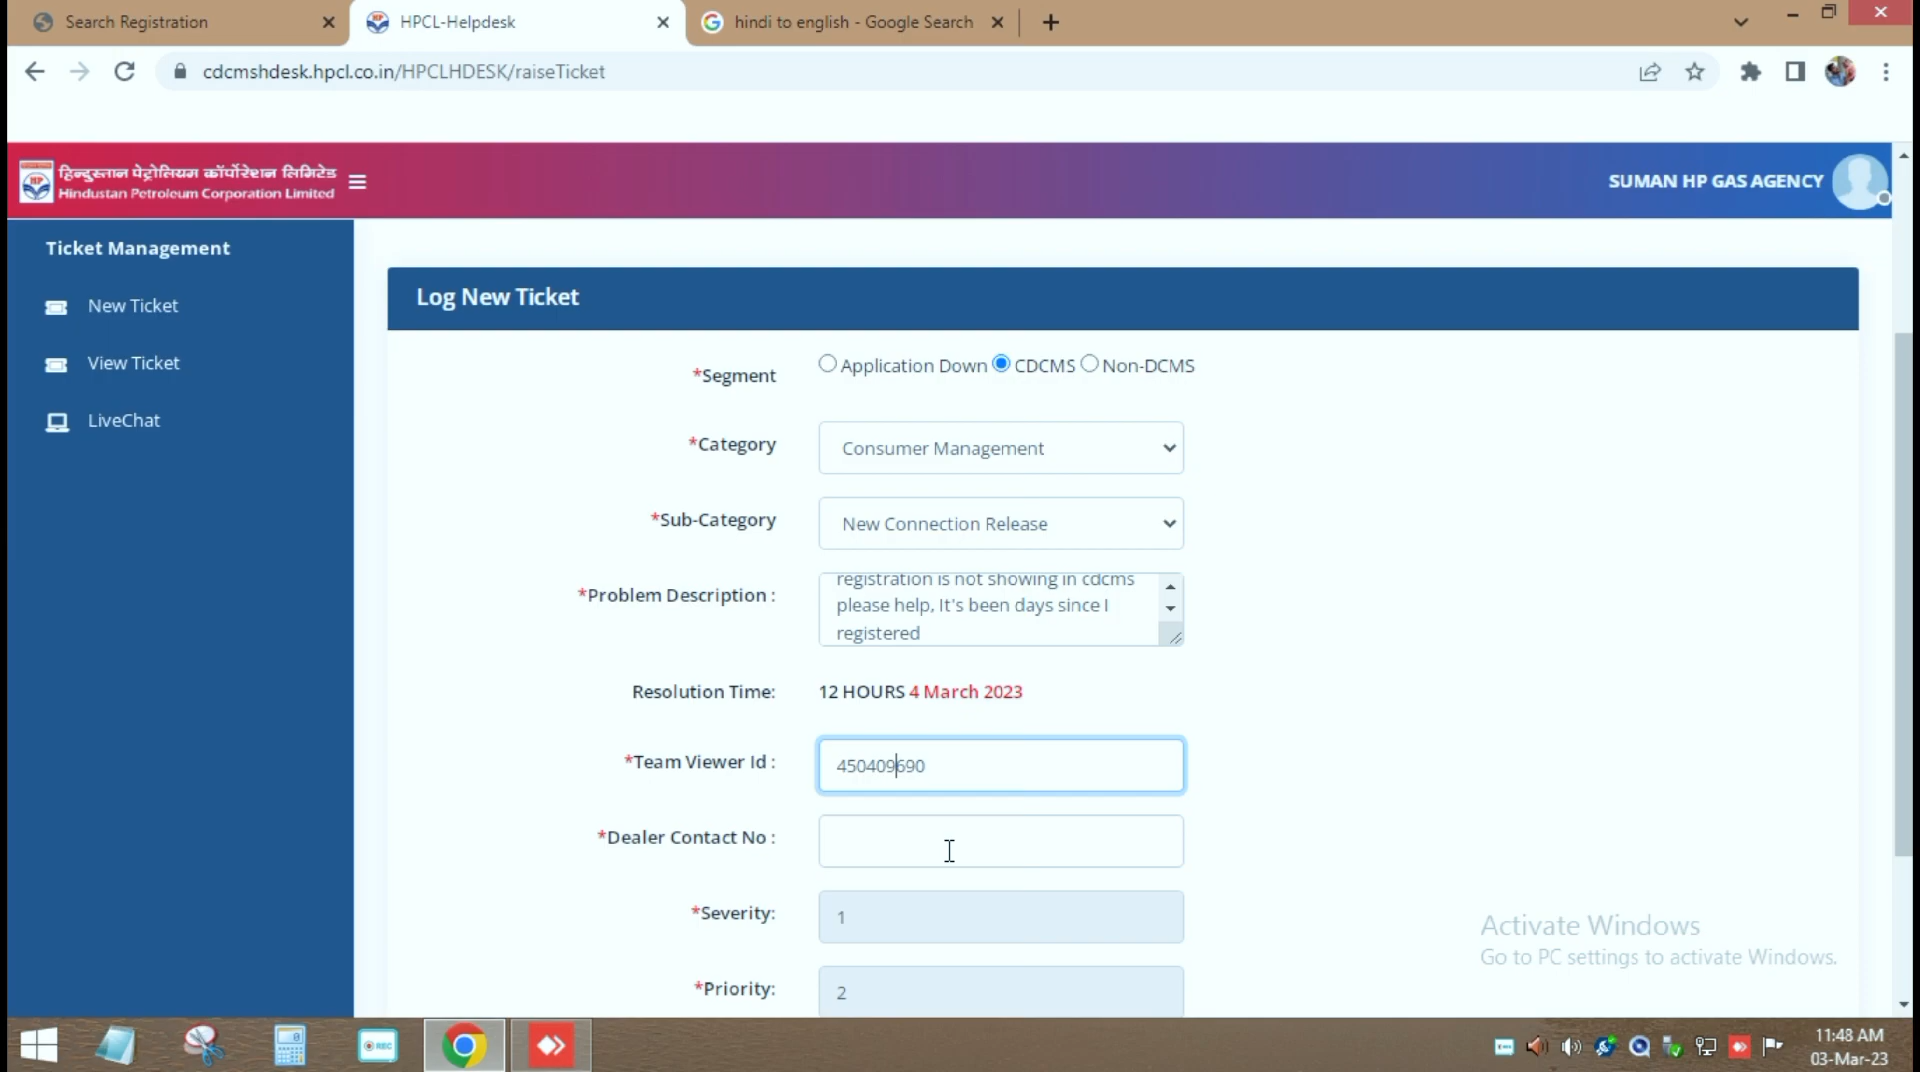 Search Registration
HPCL-Helpdesk
hindi to english - Google Search
cdcmshdesk.hpcl.co.in/HPCLHDESK/raiseTicket
हिन्दुस्तान पेट्रोलियम कॉर्पोरेशन लिमिटेड
Hindustan Petroleum Corporation Limited
SUMAN HP GAS AGENCY
Ticket Management
New Ticket
View Ticket
LiveChat
Log New Ticket
*Segment
Application Down CDCMS Non-DCMS
*Category
Consumer Management
*Sub-Category
New Connection Release
*Problem Description :
registration is not showing in cdcms
please help, It's been days since I
registered
Resolution Time:
12 HOURS 4 March 2023
*Team Viewer Id :
450409690
*Dealer Contact No :
*Severity:
1
*Priority:
2
Activate Windows
Go to PC settings to activate Windows.
HP
REC
11:48 AM
03-Mar-23